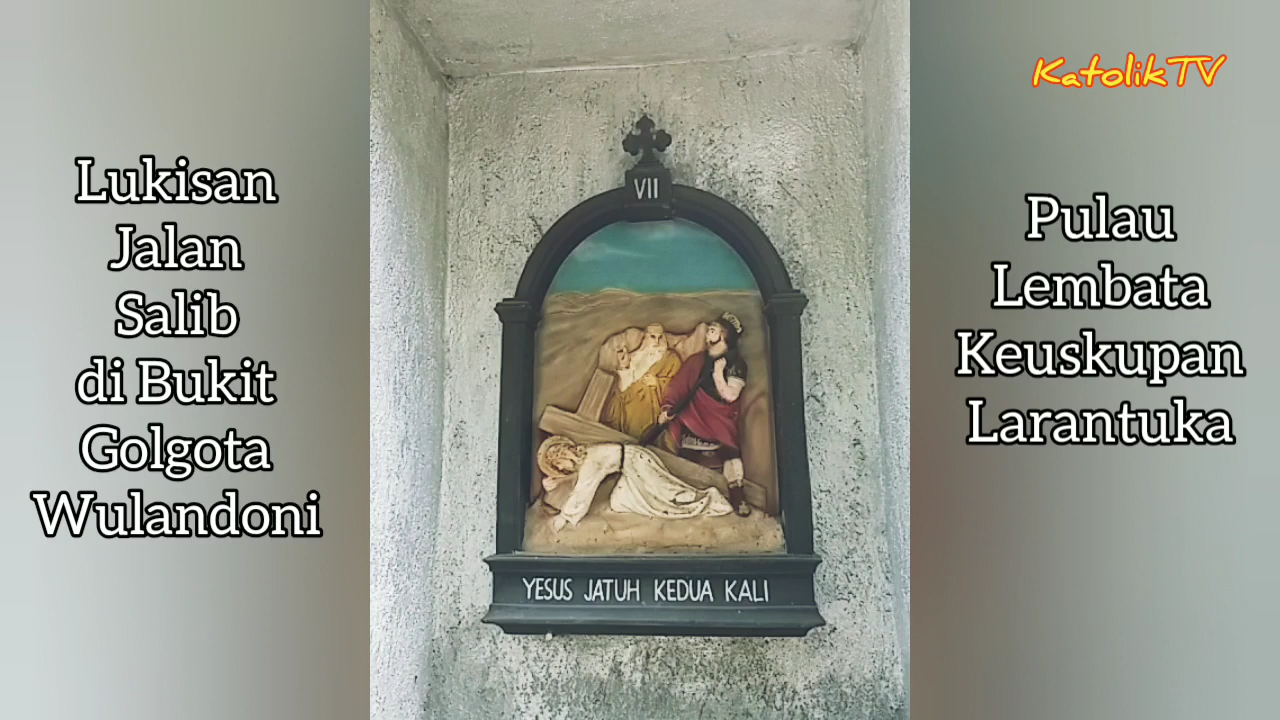 Lukisan
Jalan
Salib
di Bukit
Golgota
Wulandoni
VII
YESUS JATUH KEDUA KALI
KatolikTV
Pulau
Lembata
Keuskupan
Larantuka